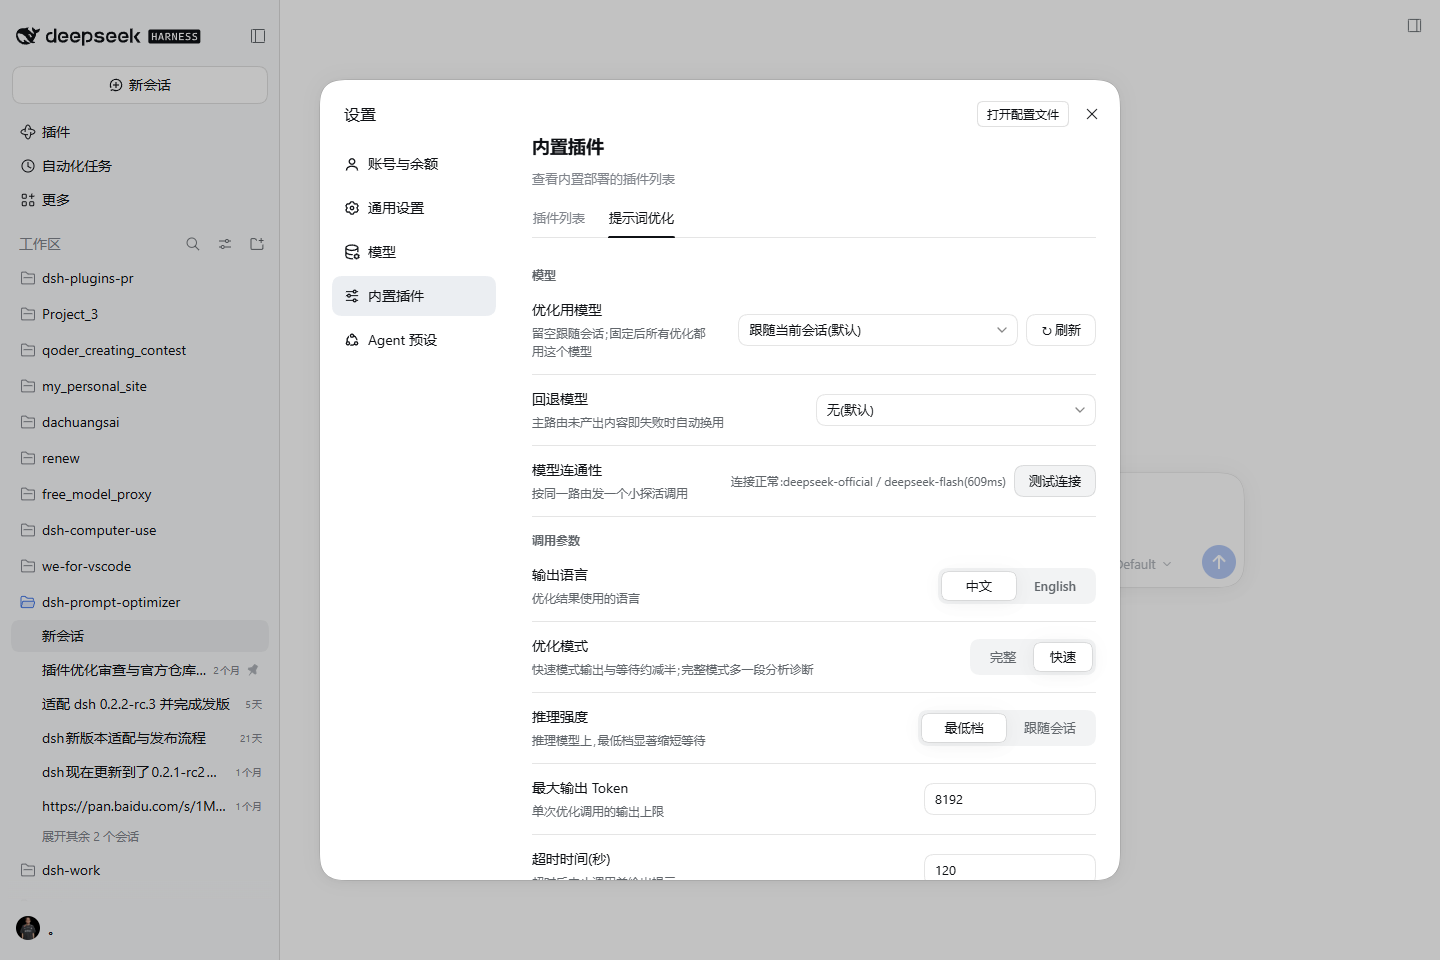 deepseek HARNESS
新会话
插件
自动化任务
更多
工作区
dsh-plugins-pr
Project_3
qoder_creating_contest
my_personal_site
dachuangsai
renew
free_model_proxy
dsh-computer-use
we-for-vscode
dsh-prompt-optimizer
新会话
插件优化审查与官方仓库... 2个月
适配 dsh 0.2.2-rc.3 并完成发版 5天
dsh新版本适配与发布流程 21天
dsh现在更新到了0.2.1-rc2... 1个月
https://pan.baidu.com/s/1M... 1个月
展开其余 2 个会话
dsh-work
。
设置
打开配置文件
账号与余额
通用设置
模型
内置插件
Agent 预设
内置插件
查看内置部署的插件列表
插件列表 提示词优化
模型
优化用模型
留空跟随会话;固定后所有优化都
用这个模型
跟随当前会话(默认)
↻ 刷新
回退模型
主路由未产出内容即失败时自动换用
无(默认)
模型连通性
按同一路由发一个小探活调用
连接正常:deepseek-official / deepseek-flash(609ms)
测试连接
调用参数
输出语言
优化结果使用的语言
中文 English
优化模式
快速模式输出与等待约减半;完整模式多一段分析诊断
完整 快速
推理强度
推理模型上,最低档显著缩短等待
最低档 跟随会话
最大输出 Token
单次优化调用的输出上限
8192
超时时间(秒)
120
Default